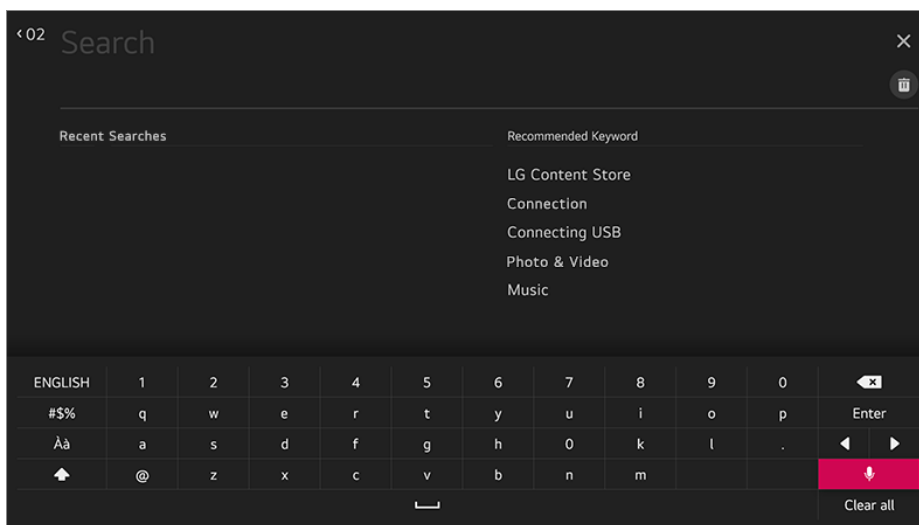 ‹02 Search
Recent Searches
Recommended Keyword
LG Content Store
Connection
Connecting USB
Photo & Video
Music
ENGLISH 1 2 3 4 5 6 7 8 9 0
#$% q w e r t y u i o p Enter
Àà a s d f g h 0 k l .
@ z x c v b n m
Clear all